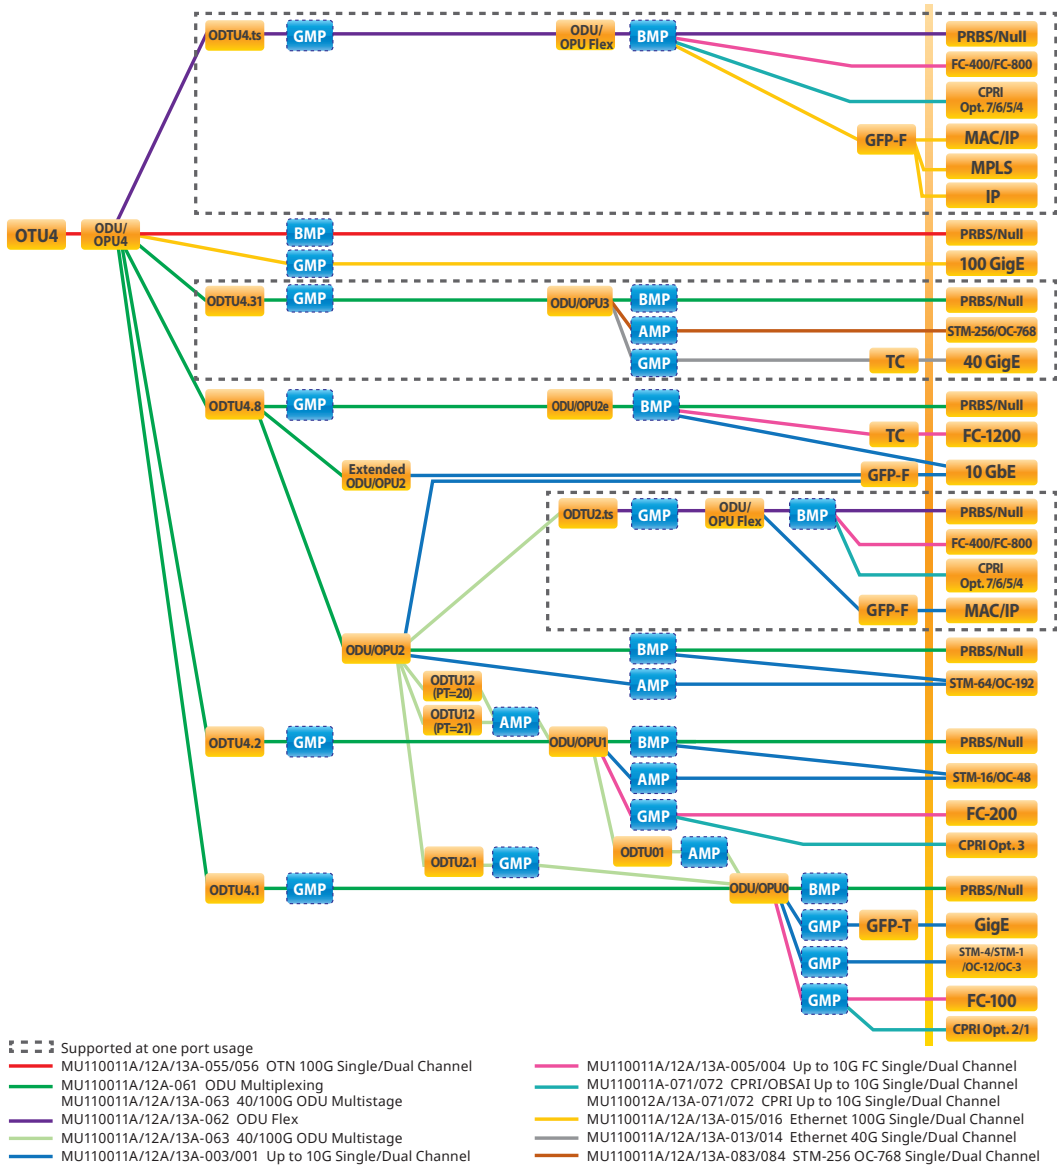 ODTU4.ts GMP ODU/ OPU Flex BMP PRBS/Null
FC-400/FC-800
CPRI
Opt. 7/6/5/4
GFP-F MAC/IP
MPLS
IP
OTU4 ODU/ OPU4 BMP PRBS/Null
GMP 100 GigE
ODTU4.31 GMP ODU/OPU3 BMP PRBS/Null
AMP STM-256/OC-768
GMP TC 40 GigE
ODTU4.8 GMP ODU/OPU2e BMP PRBS/Null
TC FC-1200
Extended ODU/OPU2 GFP-F 10 GbE
ODTU2.ts GMP ODU/ OPU Flex BMP PRBS/Null
FC-400/FC-800
CPRI
Opt. 7/6/5/4
GFP-F MAC/IP
ODU/OPU2 BMP PRBS/Null
ODTU12 (PT=20) AMP STM-64/OC-192
ODTU12 (PT=21) AMP
ODTU4.2 GMP ODU/OPU1 BMP PRBS/Null
AMP STM-16/OC-48
GMP FC-200
CPRI Opt. 3
ODTU2.1 GMP ODTU01 AMP
ODTU4.1 GMP ODU/OPU0 BMP PRBS/Null
GMP GFP-T GigE
GMP STM-4/STM-1
/OC-12/OC-3
GMP FC-100
CPRI Opt. 2/1
Supported at one port usage
MU110011A/12A/13A-055/056 OTN 100G Single/Dual Channel
MU110011A/12A-061 ODU Multiplexing
MU110011A/12A/13A-063 40/100G ODU Multistage
MU110011A/12A/13A-062 ODU Flex
MU110011A/12A/13A-063 40/100G ODU Multistage
MU110011A/12A/13A-003/001 Up to 10G Single/Dual Channel
MU110011A/12A/13A-005/004 Up to 10G FC Single/Dual Channel
MU110011A-071/072 CPRI/OBSAI Up to 10G Single/Dual Channel
MU110012A/13A-071/072 CPRI Up to 10G Single/Dual Channel
MU110011A/12A/13A-015/016 Ethernet 100G Single/Dual Channel
MU110011A/12A/13A-013/014 Ethernet 40G Single/Dual Channel
MU110011A/12A/13A-083/084 STM-256 OC-768 Single/Dual Channel